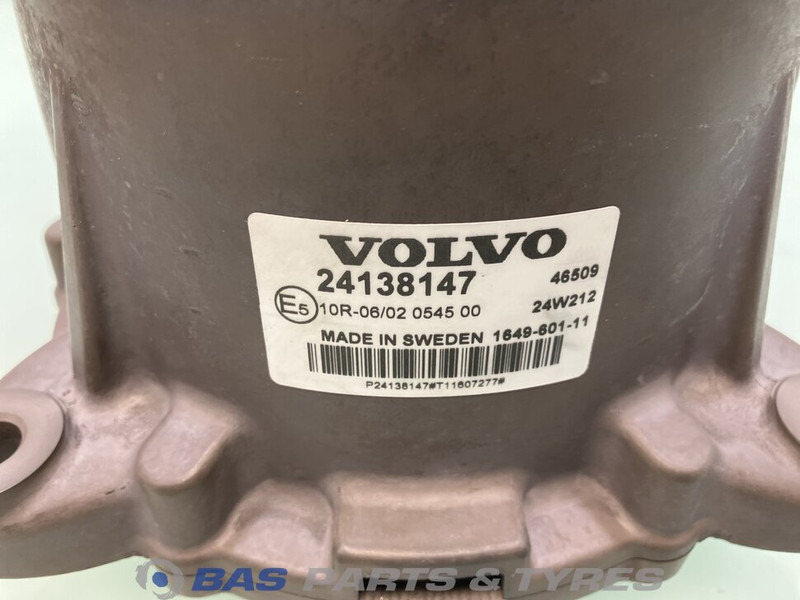 VOLVO
24138147 46509
E5 10R-06/02 0545 00 24W212
MADE IN SWEDEN 1649-601-11
P24138147#T11607277#
BAS PARTS & TYRES